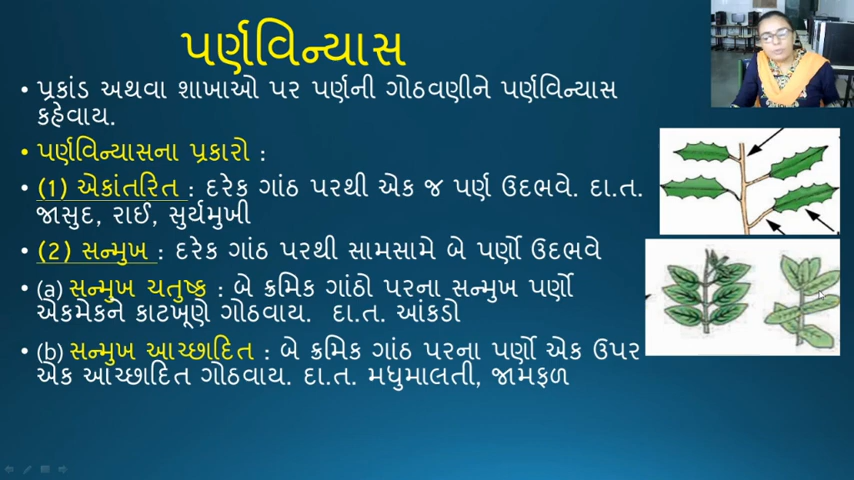 પર્ણવિન્યાસ
• પ્રકાંડ અથવા શાખાઓ પર પર્ણની ગોઠવણીને પર્ણવિન્યાસ
કહેવાય.
• પર્ણવિન્યાસના પ્રકારો :
• (1) એકાંતરિત : દરેક ગાંઠ પરથી એક જ પર્ણ ઉદભવે. દા.ત.
જાસુદ, રાઈ, સુર્યમુખી
• (2) સન્મુખ : દરેક ગાંઠ પરથી સામસામે બે પર્ણો ઉદભવે
• (a) સન્મુખ ચતુષ્ક : બે ક્રમિક ગાંઠો પરના સન્મુખ પર્ણો
એકમેકને કાટખૂણે ગોઠવાય. દા.ત. આંકડો
• (b) સન્મુખ આચ્છાદિત : બે ક્રમિક ગાંઠ પરના પર્ણો એક ઉપર
એક આચ્છાદિત ગોઠવાય. દા.ત. મધુમાલતી, જામફળ